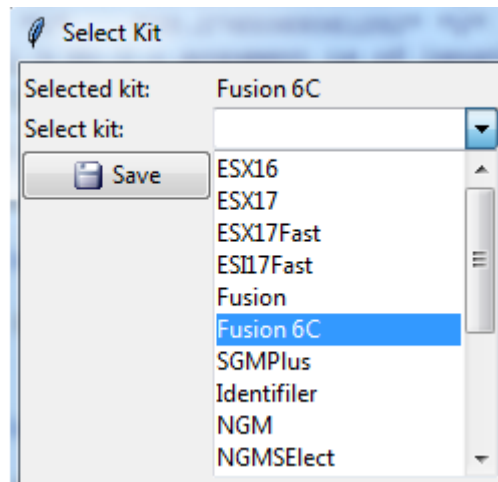 Select Kit
Selected kit: Fusion 6C
Select kit:
Save
ESX16
ESX17
ESX17Fast
ESI17Fast
Fusion
Fusion 6C
SGMPlus
Identifiler
NGM
NGMSElect